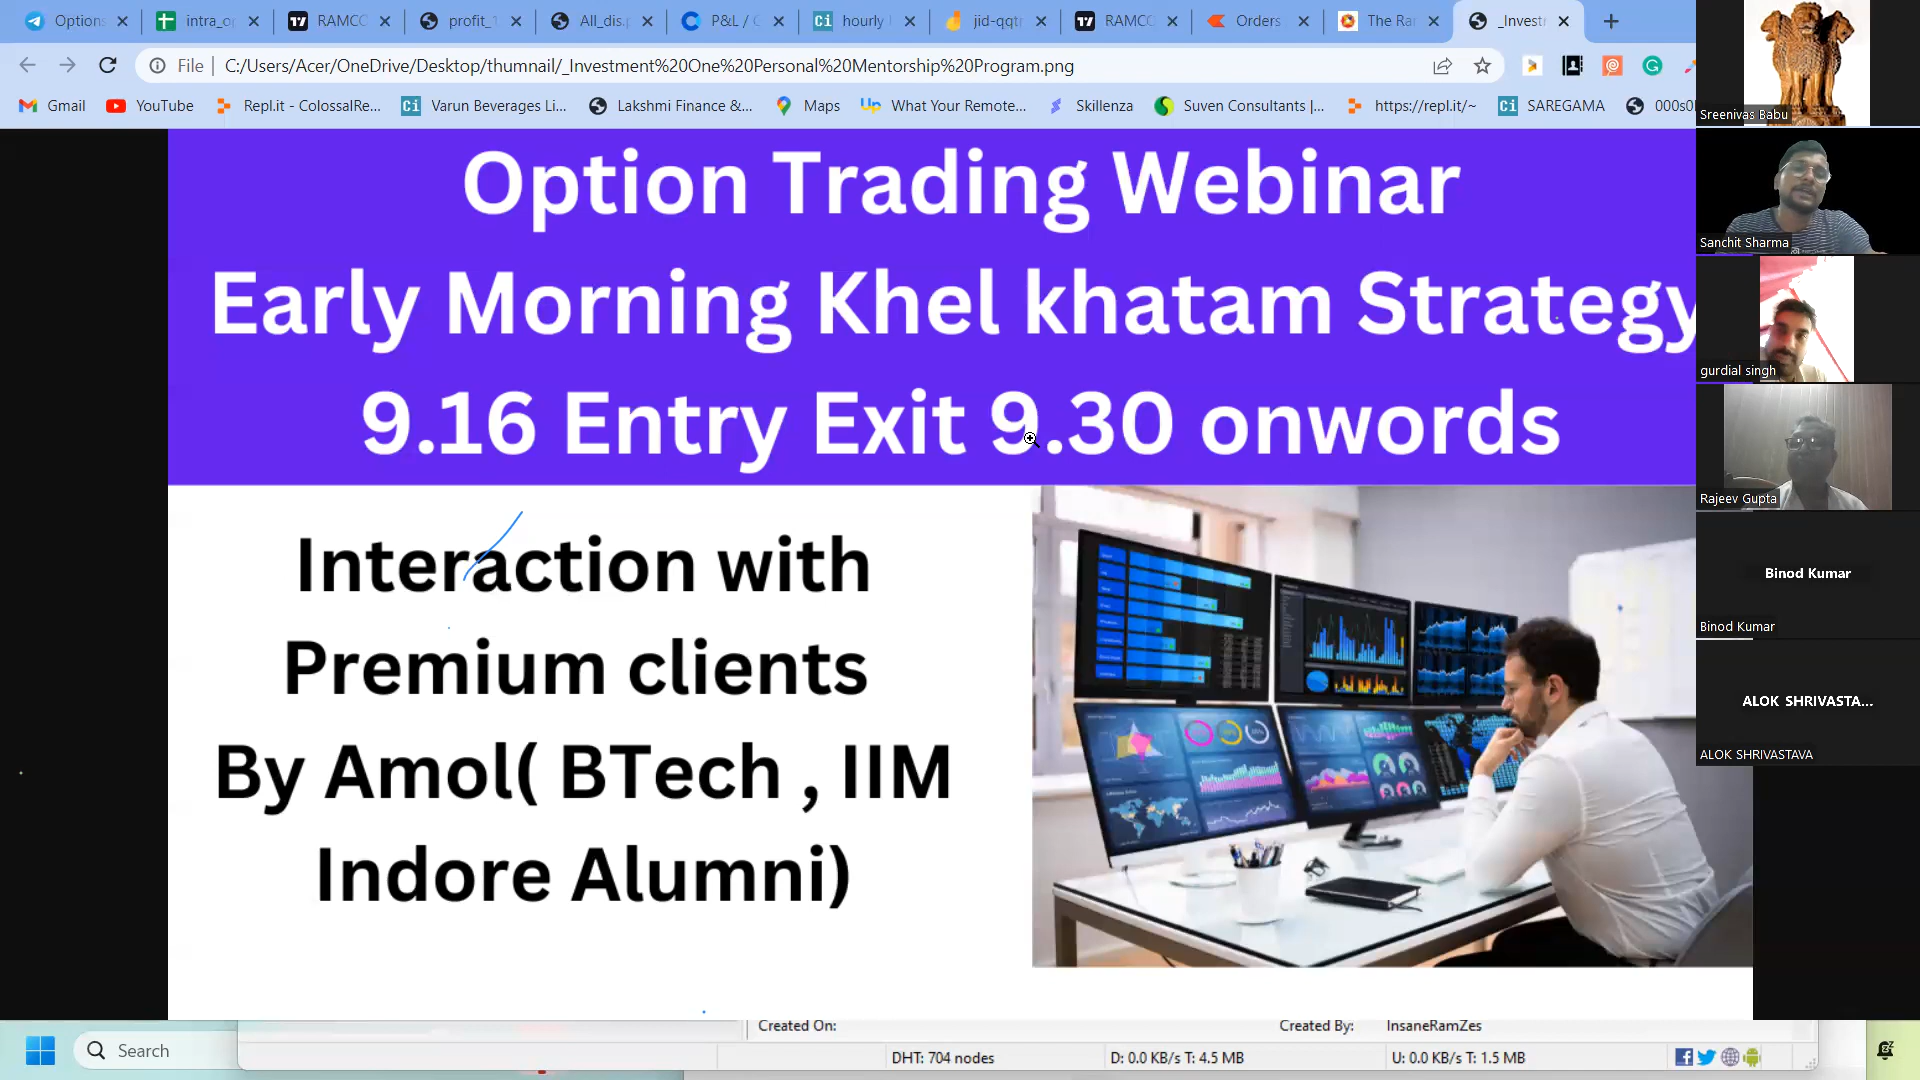 Options
intra_o
RAMCO
profit_1
All_dis.p
P&L / C
hourly
jid-qqtr
RAMCO
Orders
The Ra
_Invest
File
C:/Users/Acer/OneDrive/Desktop/thumnail/_Investment%20One%20Personal%20Mentorship%20Program.png
Gmail
YouTube
Repl.it - ColossalRe...
Varun Beverages Li...
Lakshmi Finance &...
Maps
What Your Remote...
Skillenza
Suven Consultants |...
https://repl.it/~
SAREGAMA
000s0
Option Trading Webinar
Early Morning Khel khatam Strategy
9.16 Entry Exit 9.30 onwords
Interaction with
Premium clients
By Amol( BTech , IIM
Indore Alumni)
Sreenivas Babu
Sanchit Sharma
gurdial singh
Rajeev Gupta
Binod Kumar
Binod Kumar
ALOK SHRIVASTA...
ALOK SHRIVASTAVA
Created On:
Created By:
InsaneRamZes
Search
DHT: 704 nodes
D: 0.0 KB/s T: 4.5 MB
U: 0.0 KB/s T: 1.5 MB